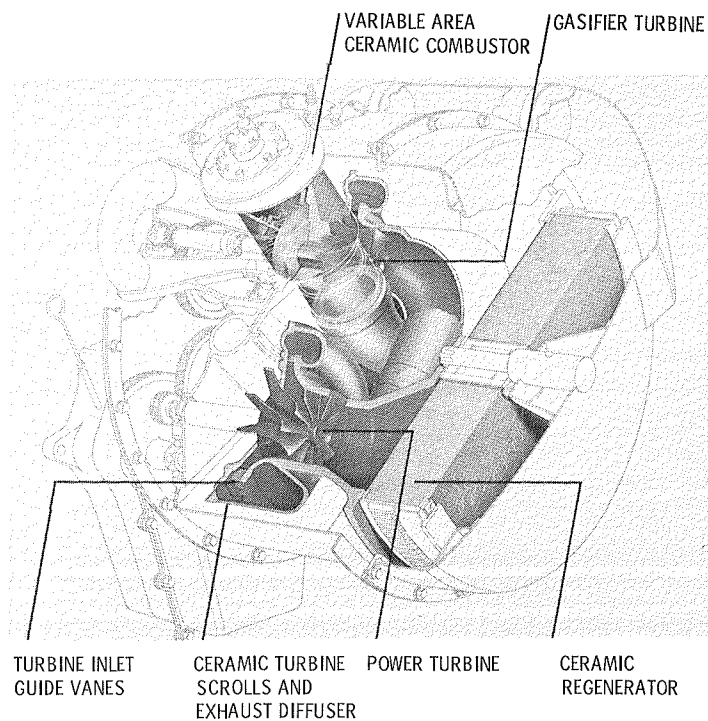 VARIABLE AREA
CERAMIC COMBUSTOR
GASIFIER TURBINE
TURBINE INLET
GUIDE VANES
CERAMIC TURBINE
SCROLLS AND
EXHAUST DIFFUSER
POWER TURBINE
CERAMIC
REGENERATOR